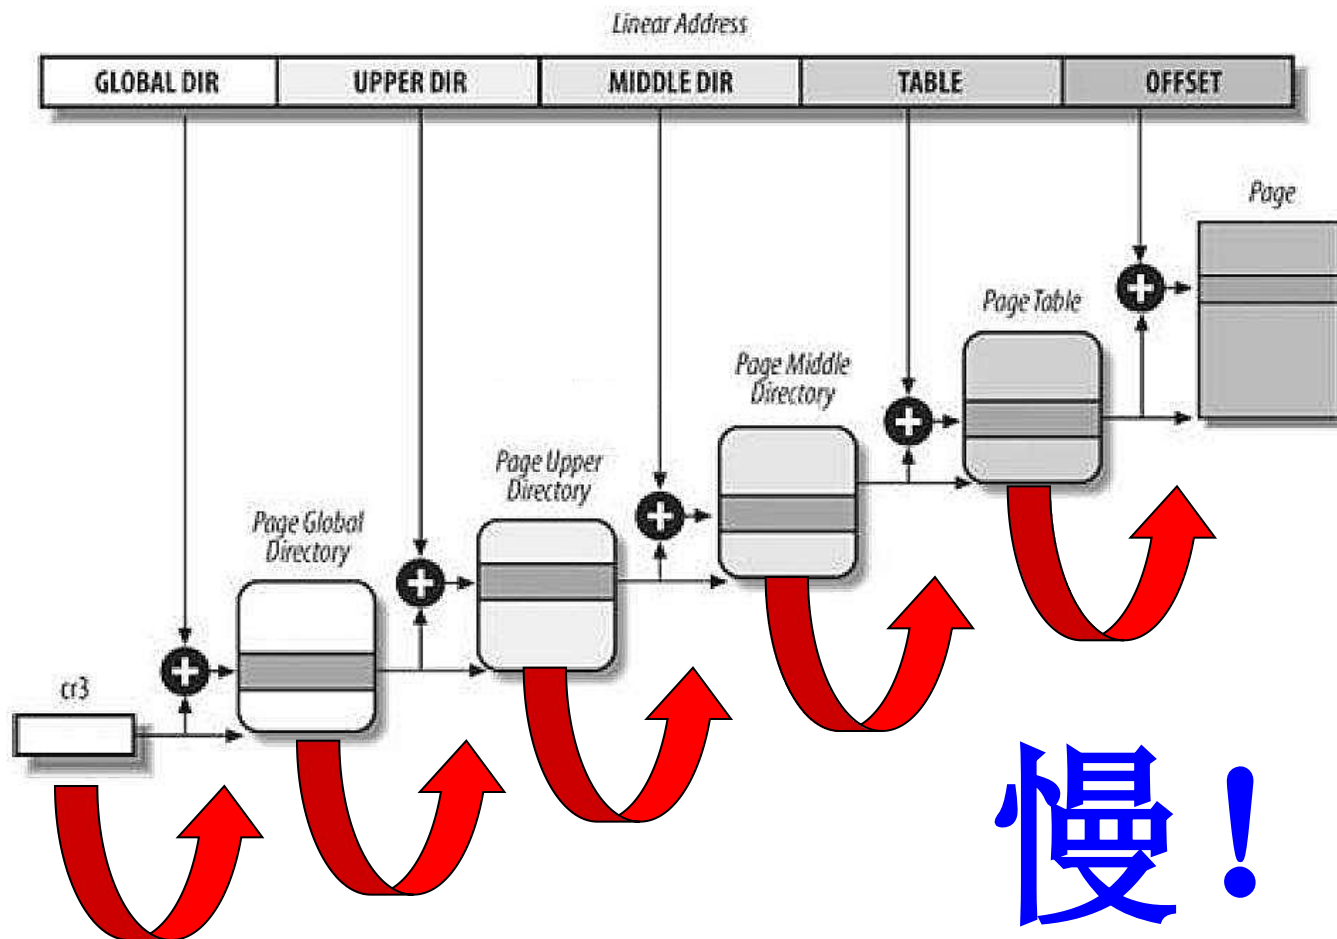 Linear Address
GLOBAL DIR
UPPER DIR
MIDDLE DIR
TABLE
OFFSET
Page
Page Table
Page Middle
Directory
Page Upper
Directory
Page Global
Directory
cr3
慢!